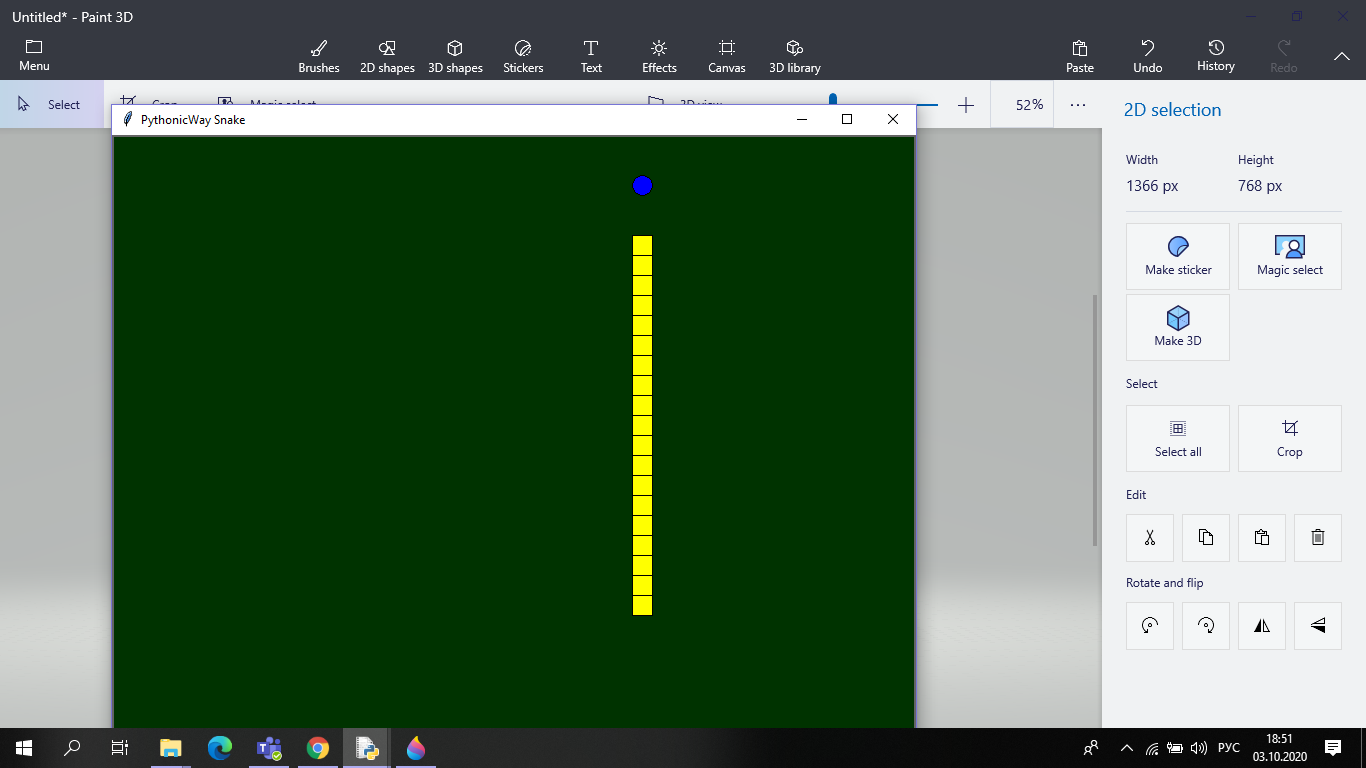 Untitled* - Paint 3D
Menu
Brushes
2D shapes
3D shapes
Stickers
Text
Effects
Canvas
3D library
Paste
Undo
History
Redo
Select
Crop
Magic select
3D view
52%
PythonicWay Snake
2D selection
Width
Height
1366 px
768 px
Make sticker
Magic select
Make 3D
Select
Select all
Crop
Edit
Rotate and flip
РУС
18:51
03.10.2020